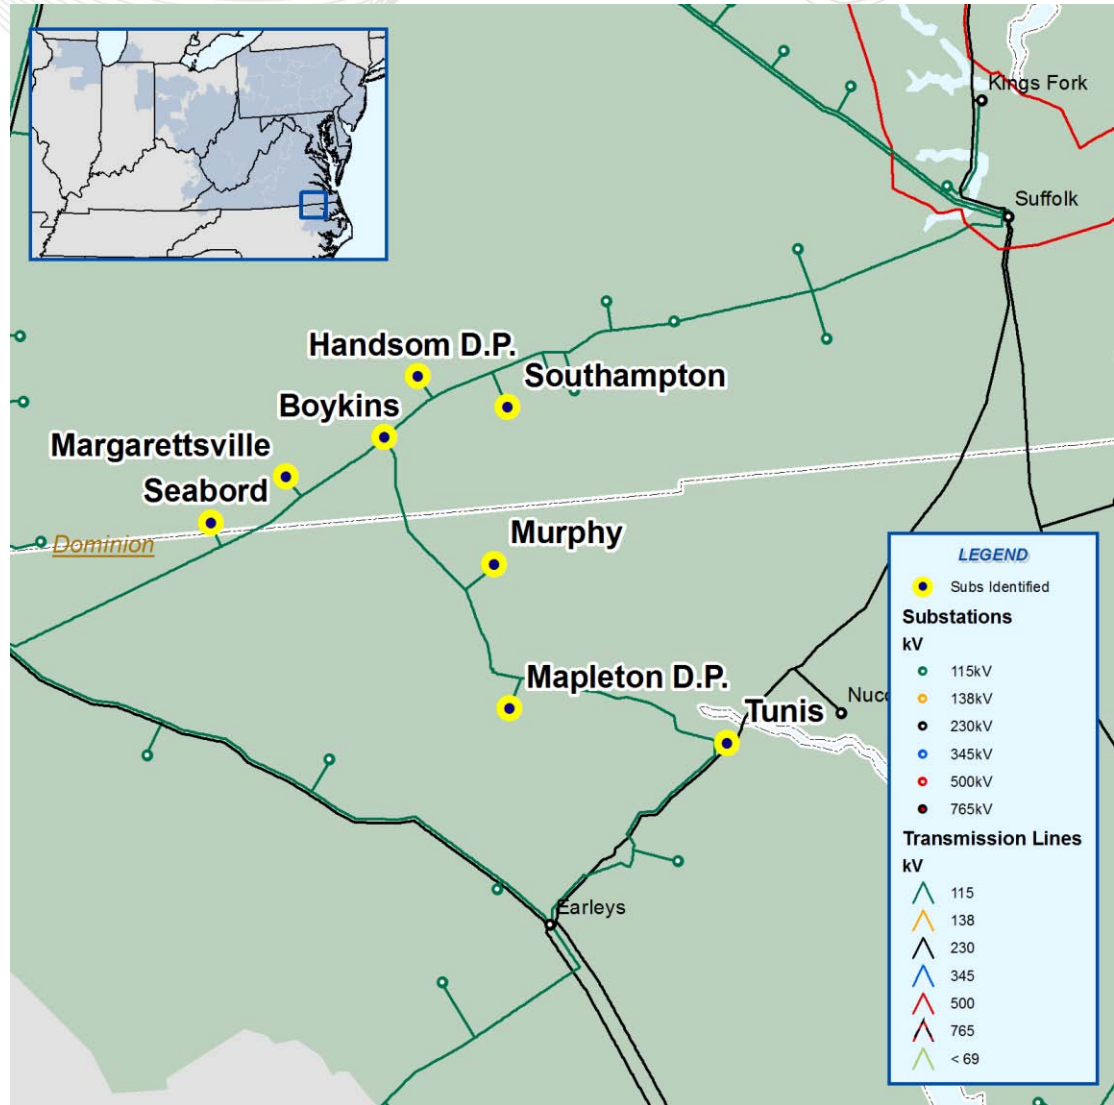 Kings Fork
Suffolk
Handsom D.P.
Southampton
Boykins
Margarettsville
Seabord
Dominion
Murphy
Mapleton D.P.
Tunis
Nuco
Earleys
LEGEND
Subs Identified
Substations
kV
115kV
138kV
230kV
345kV
500kV
765kV
Transmission Lines
kV
115
138
230
345
500
765
< 69